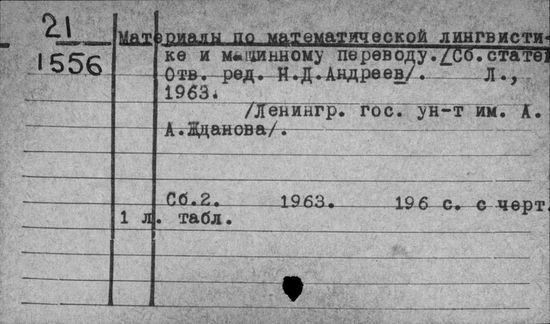 21
1556
Материалы по математической лингвисти-
ке и машинному переводу./Сб.статей
Отв. ред. Н.Д.Андреев/. Л.,
1963.
/Ленингр. гос. ун-т им. А.
А.Жданова/.
Сб.2. 1963. 196 с. с черт.
1 л. табл.